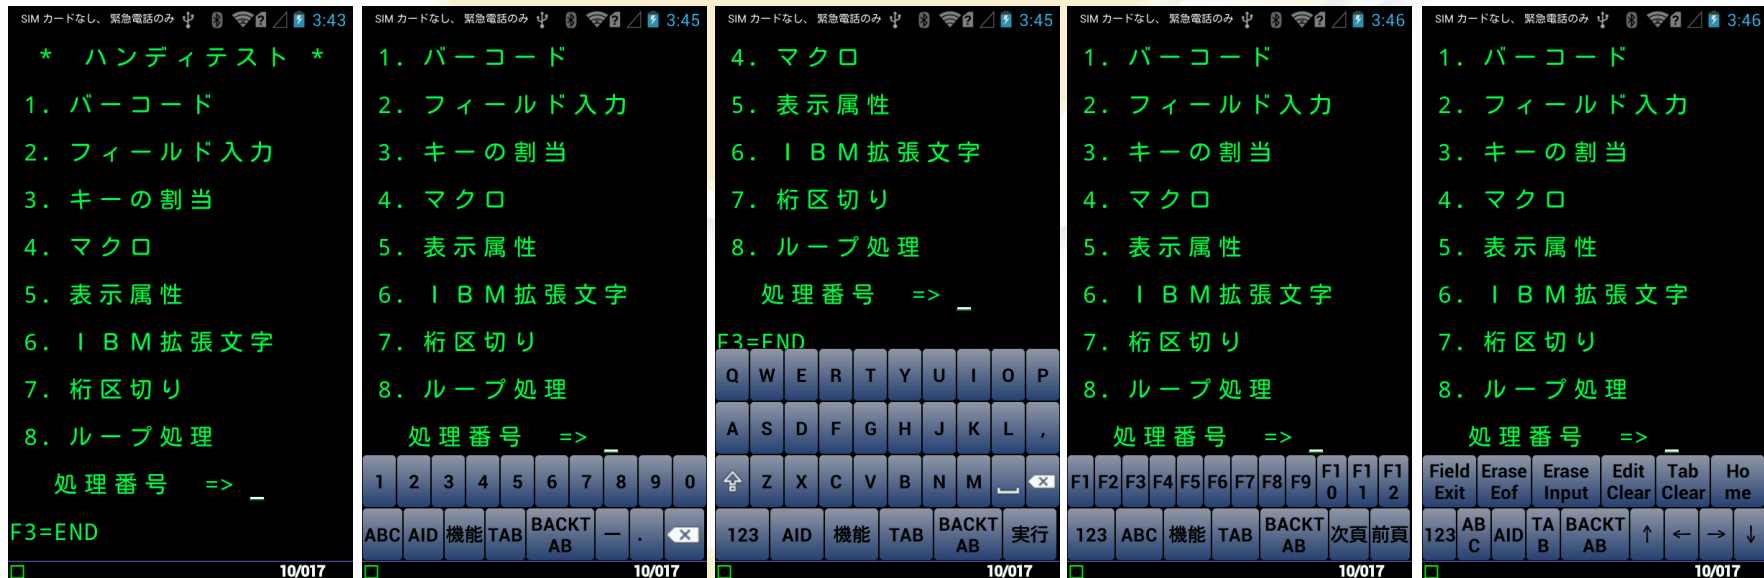 SIM カードなし、 緊急電話のみ 3:43
* ハンディテスト *
1. バーコード
2. フィールド入力
3. キーの割当
4. マクロ
5. 表示属性
6. IBM拡張文字
7. 桁区切り
8. ループ処理
処理番号 => _
F3=END
10/017
SIM カードなし、 緊急電話のみ 3:45
1. バーコード
2. フィールド入力
3. キーの割当
4. マクロ
5. 表示属性
6. IBM拡張文字
7. 桁区切り
8. ループ処理
処理番号 => _
1 2 3 4 5 6 7 8 9 0
ABC AID 機能 TAB BACKTAB ー .
10/017
SIM カードなし、 緊急電話のみ 3:45
4. マクロ
5. 表示属性
6. IBM拡張文字
7. 桁区切り
8. ループ処理
処理番号 => _
F3=END
Q W E R T Y U I O P
A S D F G H J K L ,
Z X C V B N M
123 AID 機能 TAB BACKTAB 実行
10/017
SIM カードなし、 緊急電話のみ 3:46
1. バーコード
2. フィールド入力
3. キーの割当
4. マクロ
5. 表示属性
6. IBM拡張文字
7. 桁区切り
8. ループ処理
処理番号 => _
F1 F2 F3 F4 F5 F6 F7 F8 F9 F10 F11 F12
123 ABC 機能 TAB BACKTAB 次頁 前頁
10/017
SIM カードなし、 緊急電話のみ 3:46
1. バーコード
2. フィールド入力
3. キーの割当
4. マクロ
5. 表示属性
6. IBM拡張文字
7. 桁区切り
8. ループ処理
処理番号 => _
Field Exit Erase Eof Erase Input Edit Clear Tab Clear Home
123 ABC AID TAB BACKTAB ↑ ← → ↓
10/017